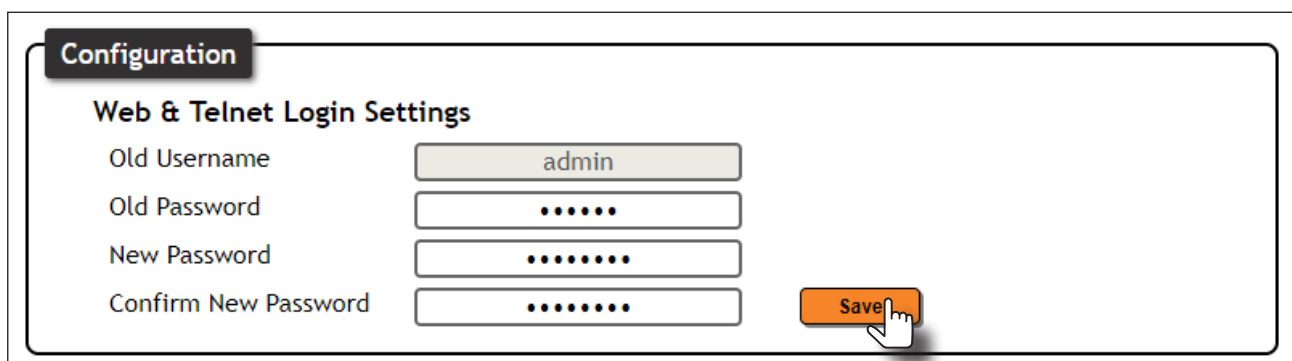 Configuration
Web & Telnet Login Settings
Old Username admin
Old Password ••••••
New Password ••••••••
Confirm New Password •••••••• Save